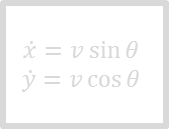 ẋ = v sin θ
ẏ = v cos θ